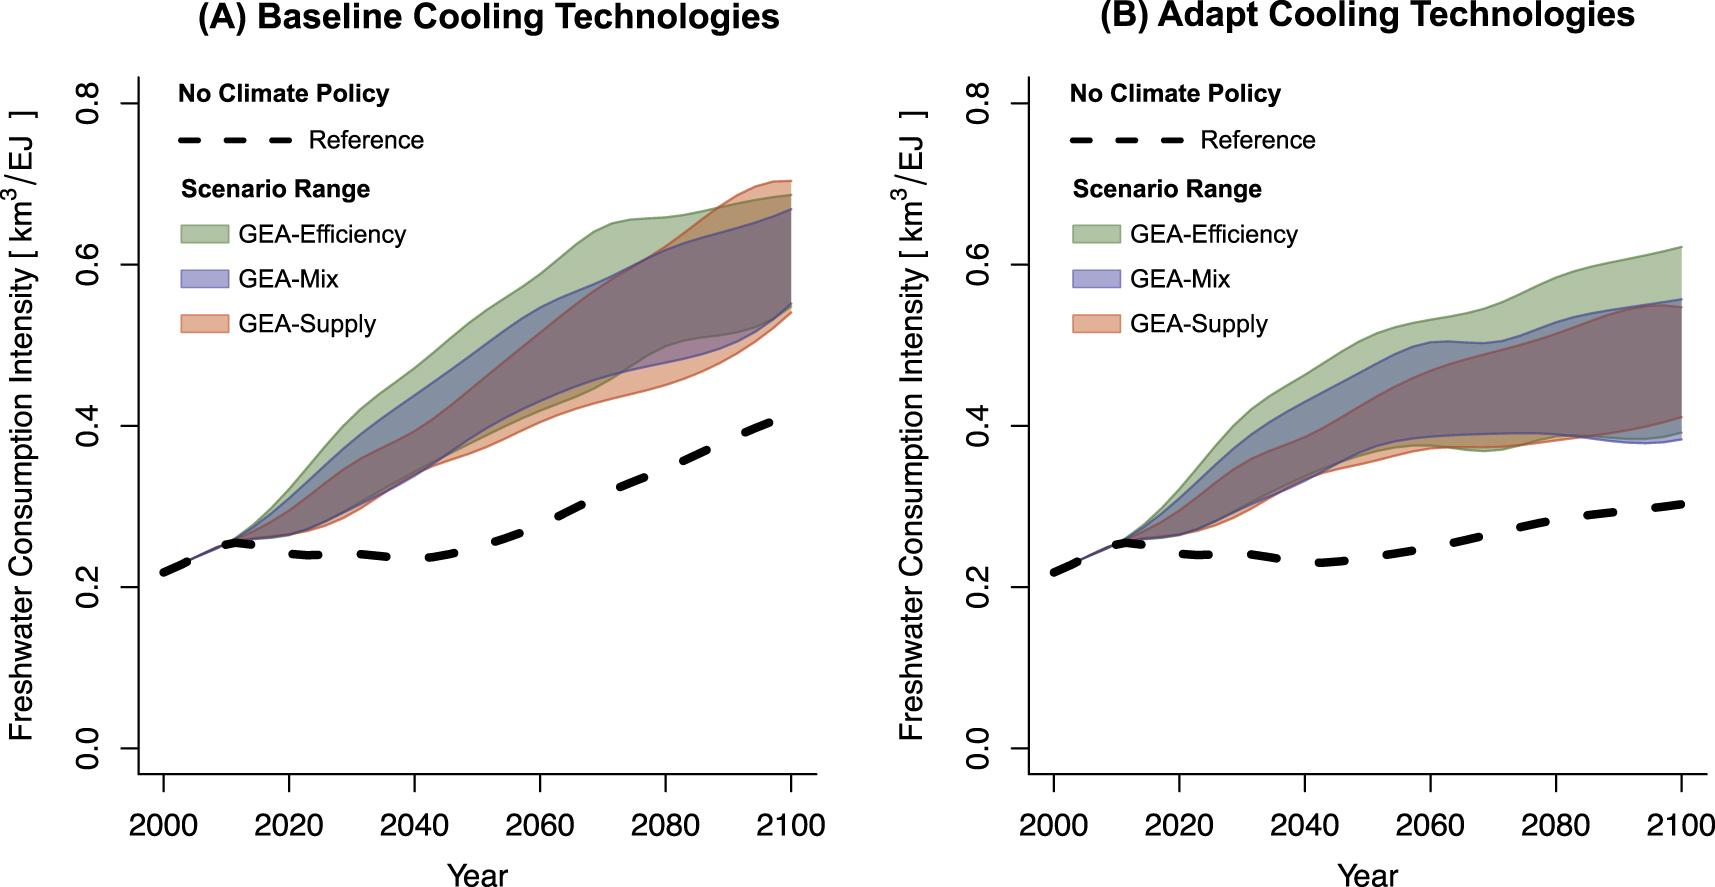 (A) Baseline Cooling Technologies
Freshwater Consumption Intensity [ km³/EJ ]
0.8
0.6
0.4
0.2
0.0
No Climate Policy
Reference
Scenario Range
GEA-Efficiency
GEA-Mix
GEA-Supply
2000 2020 2040 2060 2080 2100
Year
(B) Adapt Cooling Technologies
Freshwater Consumption Intensity [ km³/EJ ]
0.8
0.6
0.4
0.2
0.0
No Climate Policy
Reference
Scenario Range
GEA-Efficiency
GEA-Mix
GEA-Supply
2000 2020 2040 2060 2080 2100
Year